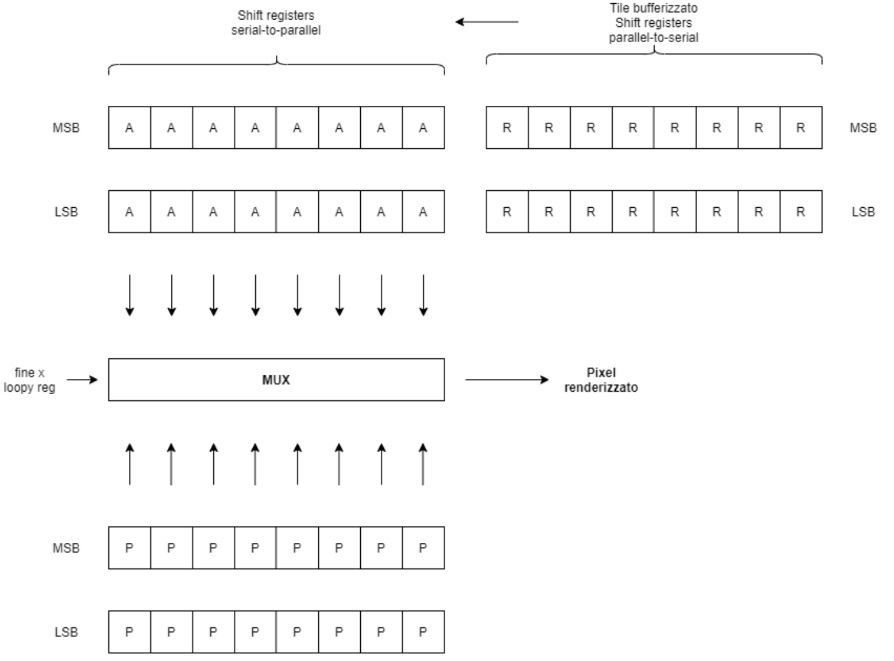 Shift registers
serial-to-parallel
Tile bufferizzato
Shift registers
parallel-to-serial
MSB A A A A A A A A R R R R R R R R MSB
LSB A A A A A A A A R R R R R R R R LSB
fine x
loopy reg
MUX
Pixel
renderizzato
MSB P P P P P P P P
LSB P P P P P P P P